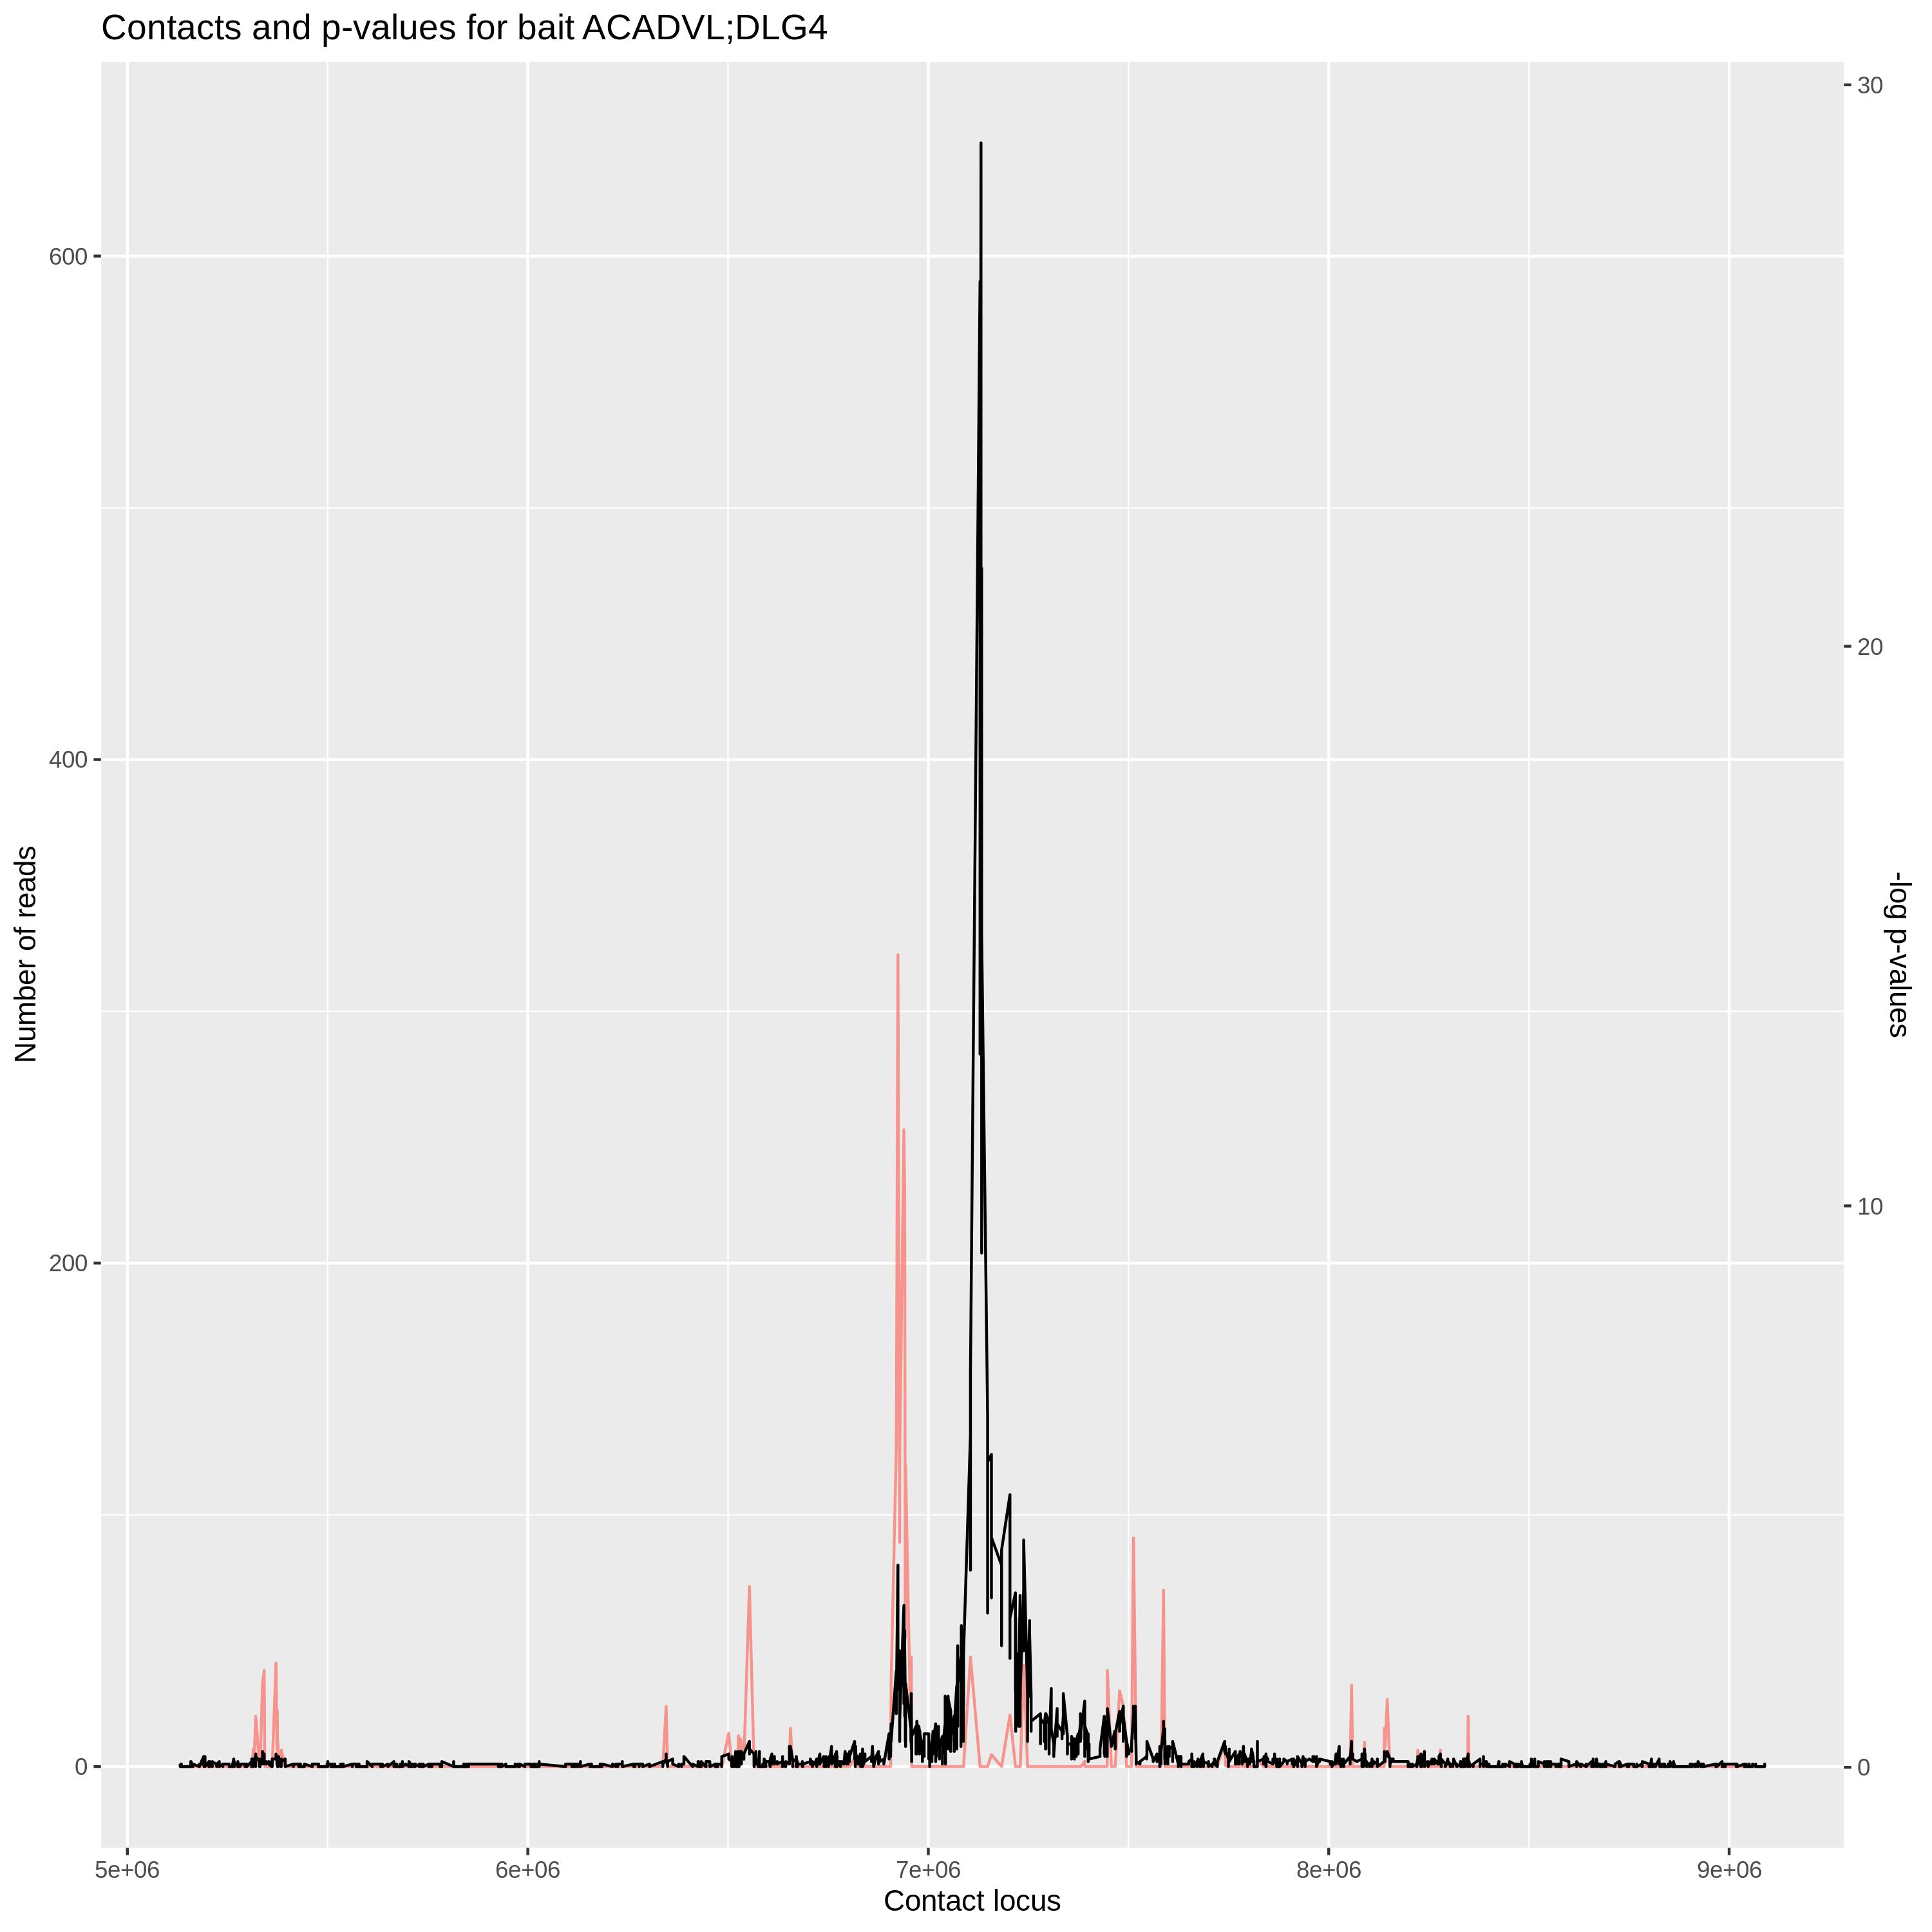 Contacts and p-values for bait ACADVL;DLG4
Number of reads
600
400
200
0
30
20
10
0
-log p-values
5e+06
6e+06
7e+06
8e+06
9e+06
Contact locus